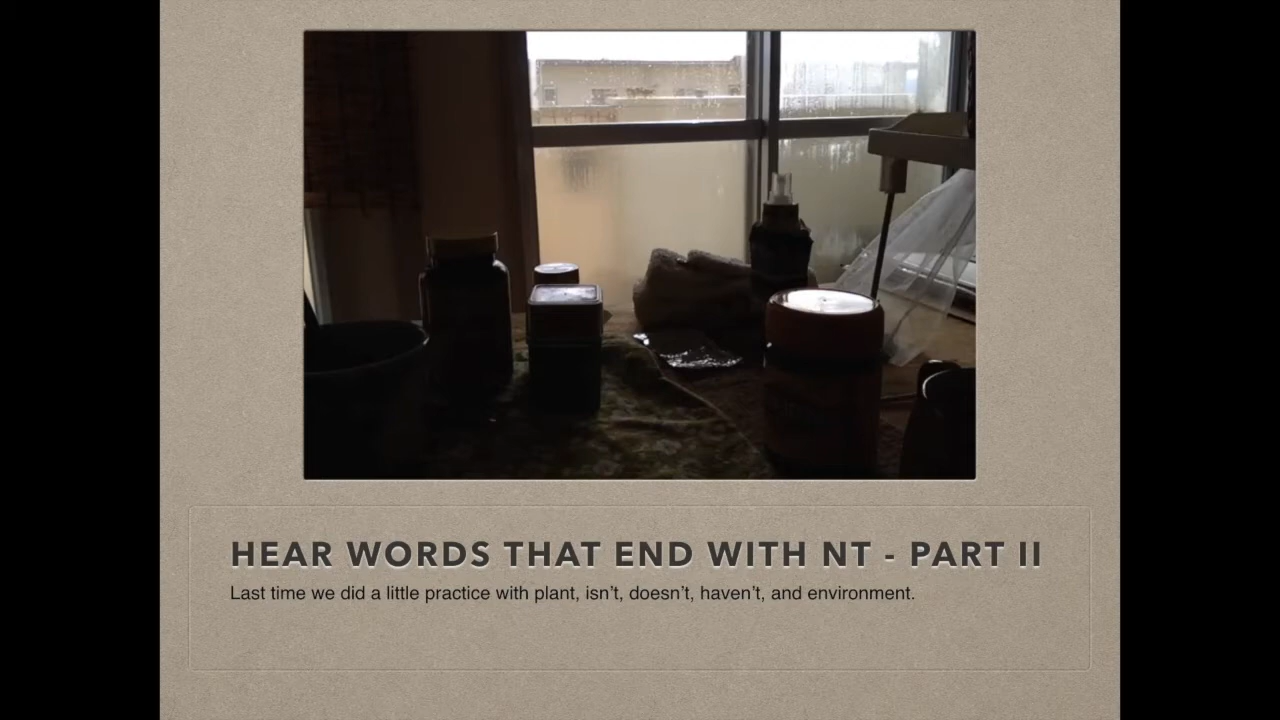 HEAR WORDS THAT END WITH NT - PART II
Last time we did a little practice with plant, isn't, doesn't, haven't, and environment.